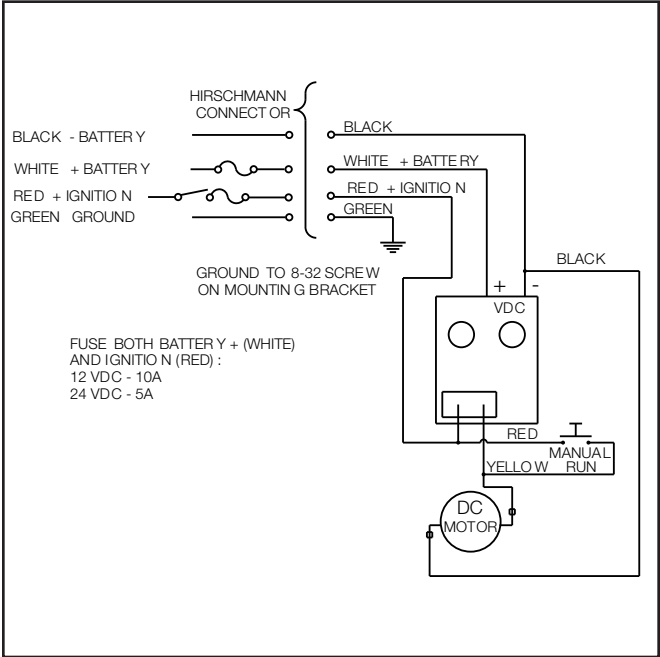 HIRSCHMANN
CONNECTOR
BLACK - BATTERY
WHITE + BATTERY
RED + IGNITION
GREEN GROUND
BLACK
WHITE + BATTERY
RED + IGNITION
GREEN
GROUND TO 8-32 SCREW
ON MOUNTING BRACKET
BLACK
+ -
VDC
FUSE BOTH BATTERY + (WHITE)
AND IGNITION (RED) :
12 VDC - 10A
24 VDC - 5A
RED
MANUAL
RUN
YELLOW
DC
MOTOR